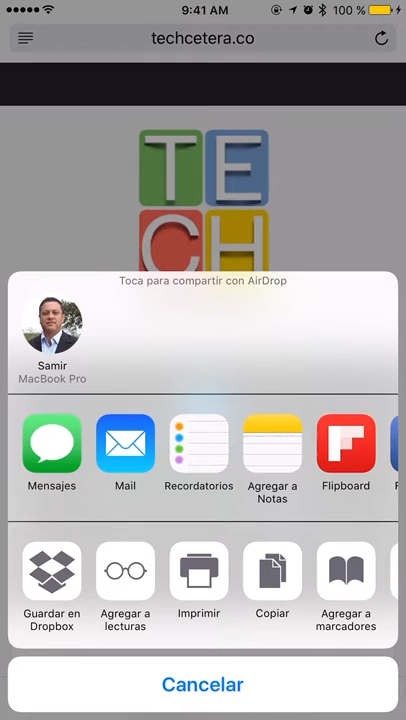 9:41 AM
100 %
techcetera.co
TE
CH
Toca para compartir con AirDrop
Samir
MacBook Pro
Mensajes
Mail
Recordatorios
Agregar a
Notas
Flipboard
Guardar en
Dropbox
Agregar a
lecturas
Imprimir
Copiar
Agregar a
marcadores
Cancelar